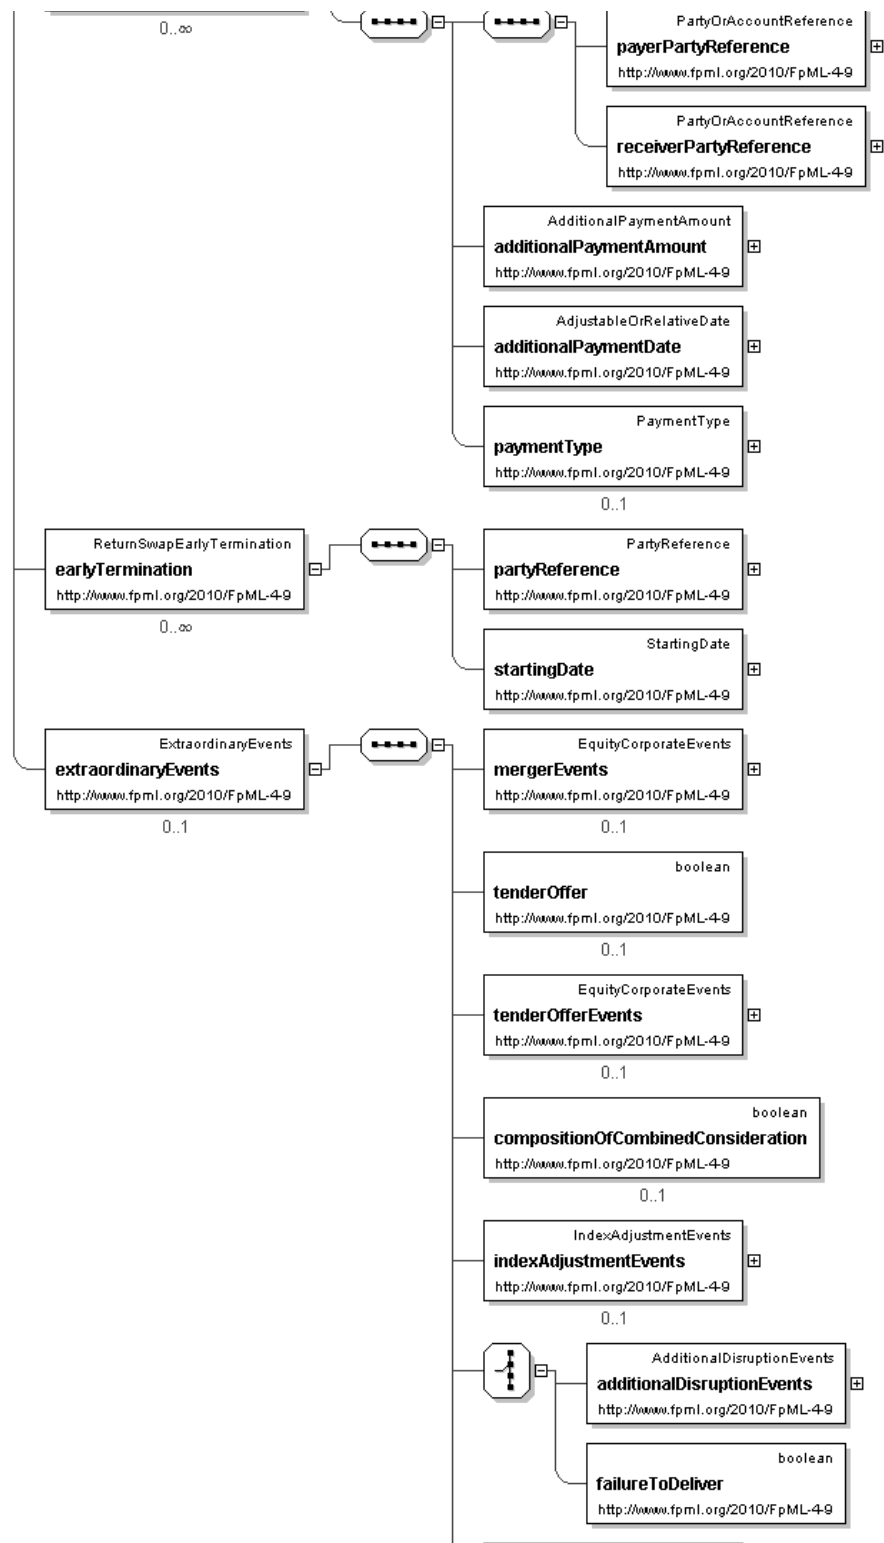 0..∞
PartyOrAccountReference
payerPartyReference
http://www.fpml.org/2010/FpML-4-9
PartyOrAccountReference
receiverPartyReference
http://www.fpml.org/2010/FpML-4-9
AdditionalPaymentAmount
additionalPaymentAmount
http://www.fpml.org/2010/FpML-4-9
AdjustableOrRelativeDate
additionalPaymentDate
http://www.fpml.org/2010/FpML-4-9
PaymentType
paymentType
http://www.fpml.org/2010/FpML-4-9
0..1
ReturnSwapEarlyTermination
earlyTermination
http://www.fpml.org/2010/FpML-4-9
0..∞
PartyReference
partyReference
http://www.fpml.org/2010/FpML-4-9
StartingDate
startingDate
http://www.fpml.org/2010/FpML-4-9
ExtraordinaryEvents
extraordinaryEvents
http://www.fpml.org/2010/FpML-4-9
0..1
EquityCorporateEvents
mergerEvents
http://www.fpml.org/2010/FpML-4-9
0..1
boolean
tenderOffer
http://www.fpml.org/2010/FpML-4-9
0..1
EquityCorporateEvents
tenderOfferEvents
http://www.fpml.org/2010/FpML-4-9
0..1
boolean
compositionOfCombinedConsideration
http://www.fpml.org/2010/FpML-4-9
0..1
IndexAdjustmentEvents
indexAdjustmentEvents
http://www.fpml.org/2010/FpML-4-9
0..1
AdditionalDisruptionEvents
additionalDisruptionEvents
http://www.fpml.org/2010/FpML-4-9
boolean
failureToDeliver
http://www.fpml.org/2010/FpML-4-9